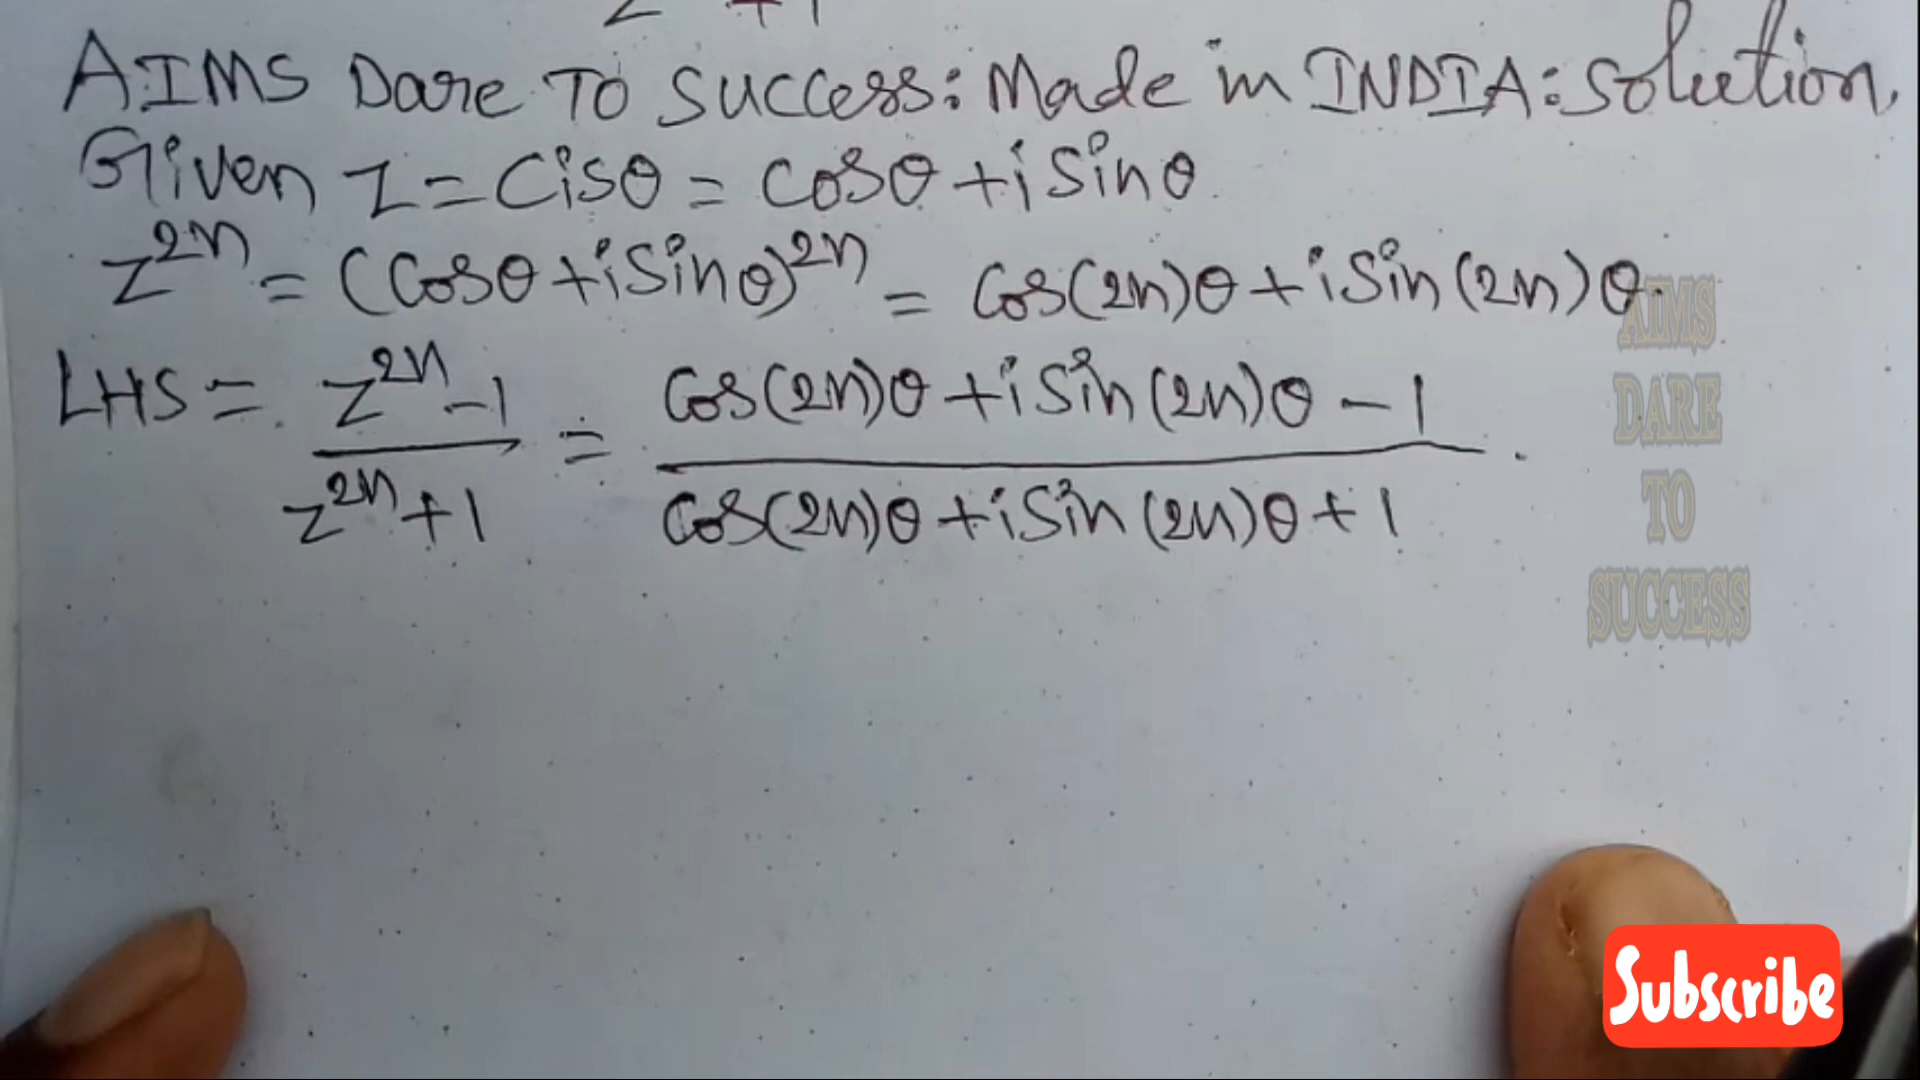 Z +1
AIMS Dare To Success: Made in INDIA: Solution,
Given Z = Cisθ = Cosθ + i Sinθ
Z^2n = (Cosθ + i Sinθ)^2n = Cos(2n)θ + i Sin(2n)θ.
LHS = Z^2n - 1 / Z^2n + 1 = Cos(2n)θ + i Sin(2n)θ - 1 / Cos(2n)θ + i Sin(2n)θ + 1 .
AIMS
DARE
TO
SUCCESS
Subscribe